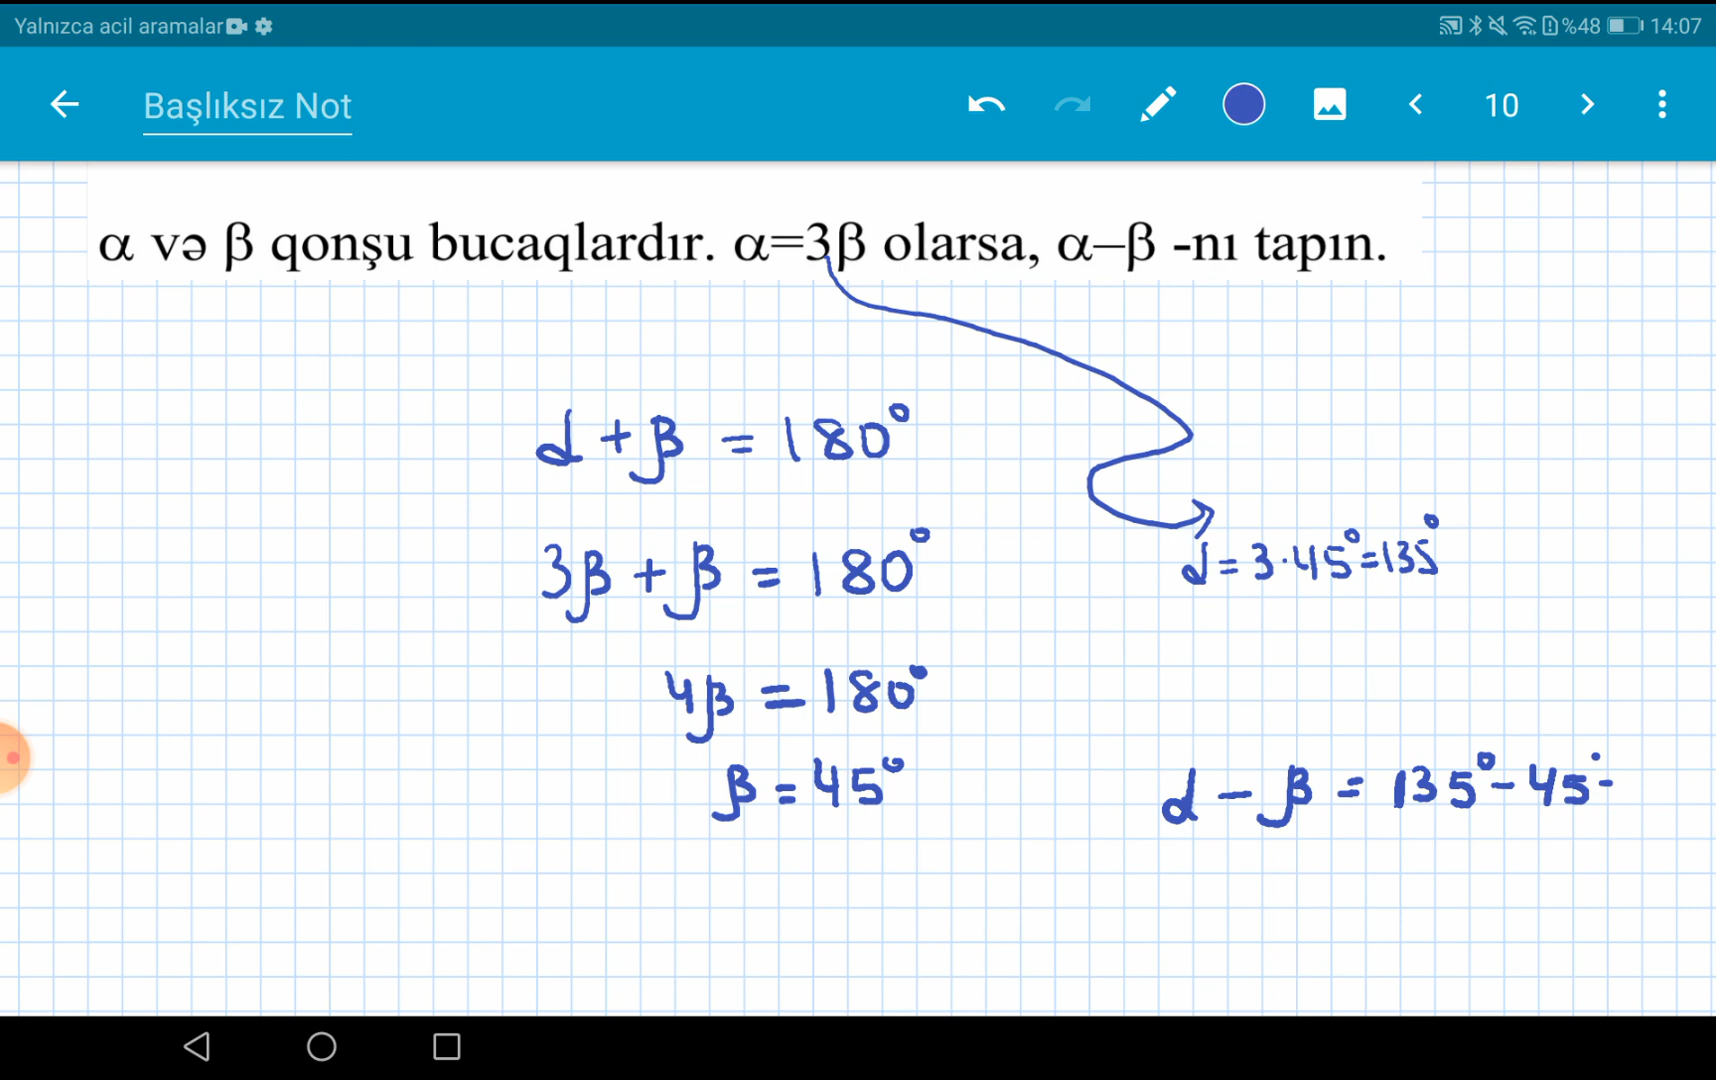 Yalnızca acil aramalar
%48 14:07
Başlıksız Not
10
α və β qonşu bucaqlardır. α=3β olarsa, α–β -nı tapın.
α + β = 180°
3β + β = 180°
α = 3·45° = 135°
4β = 180°
β = 45°
α – β = 135° – 45° =